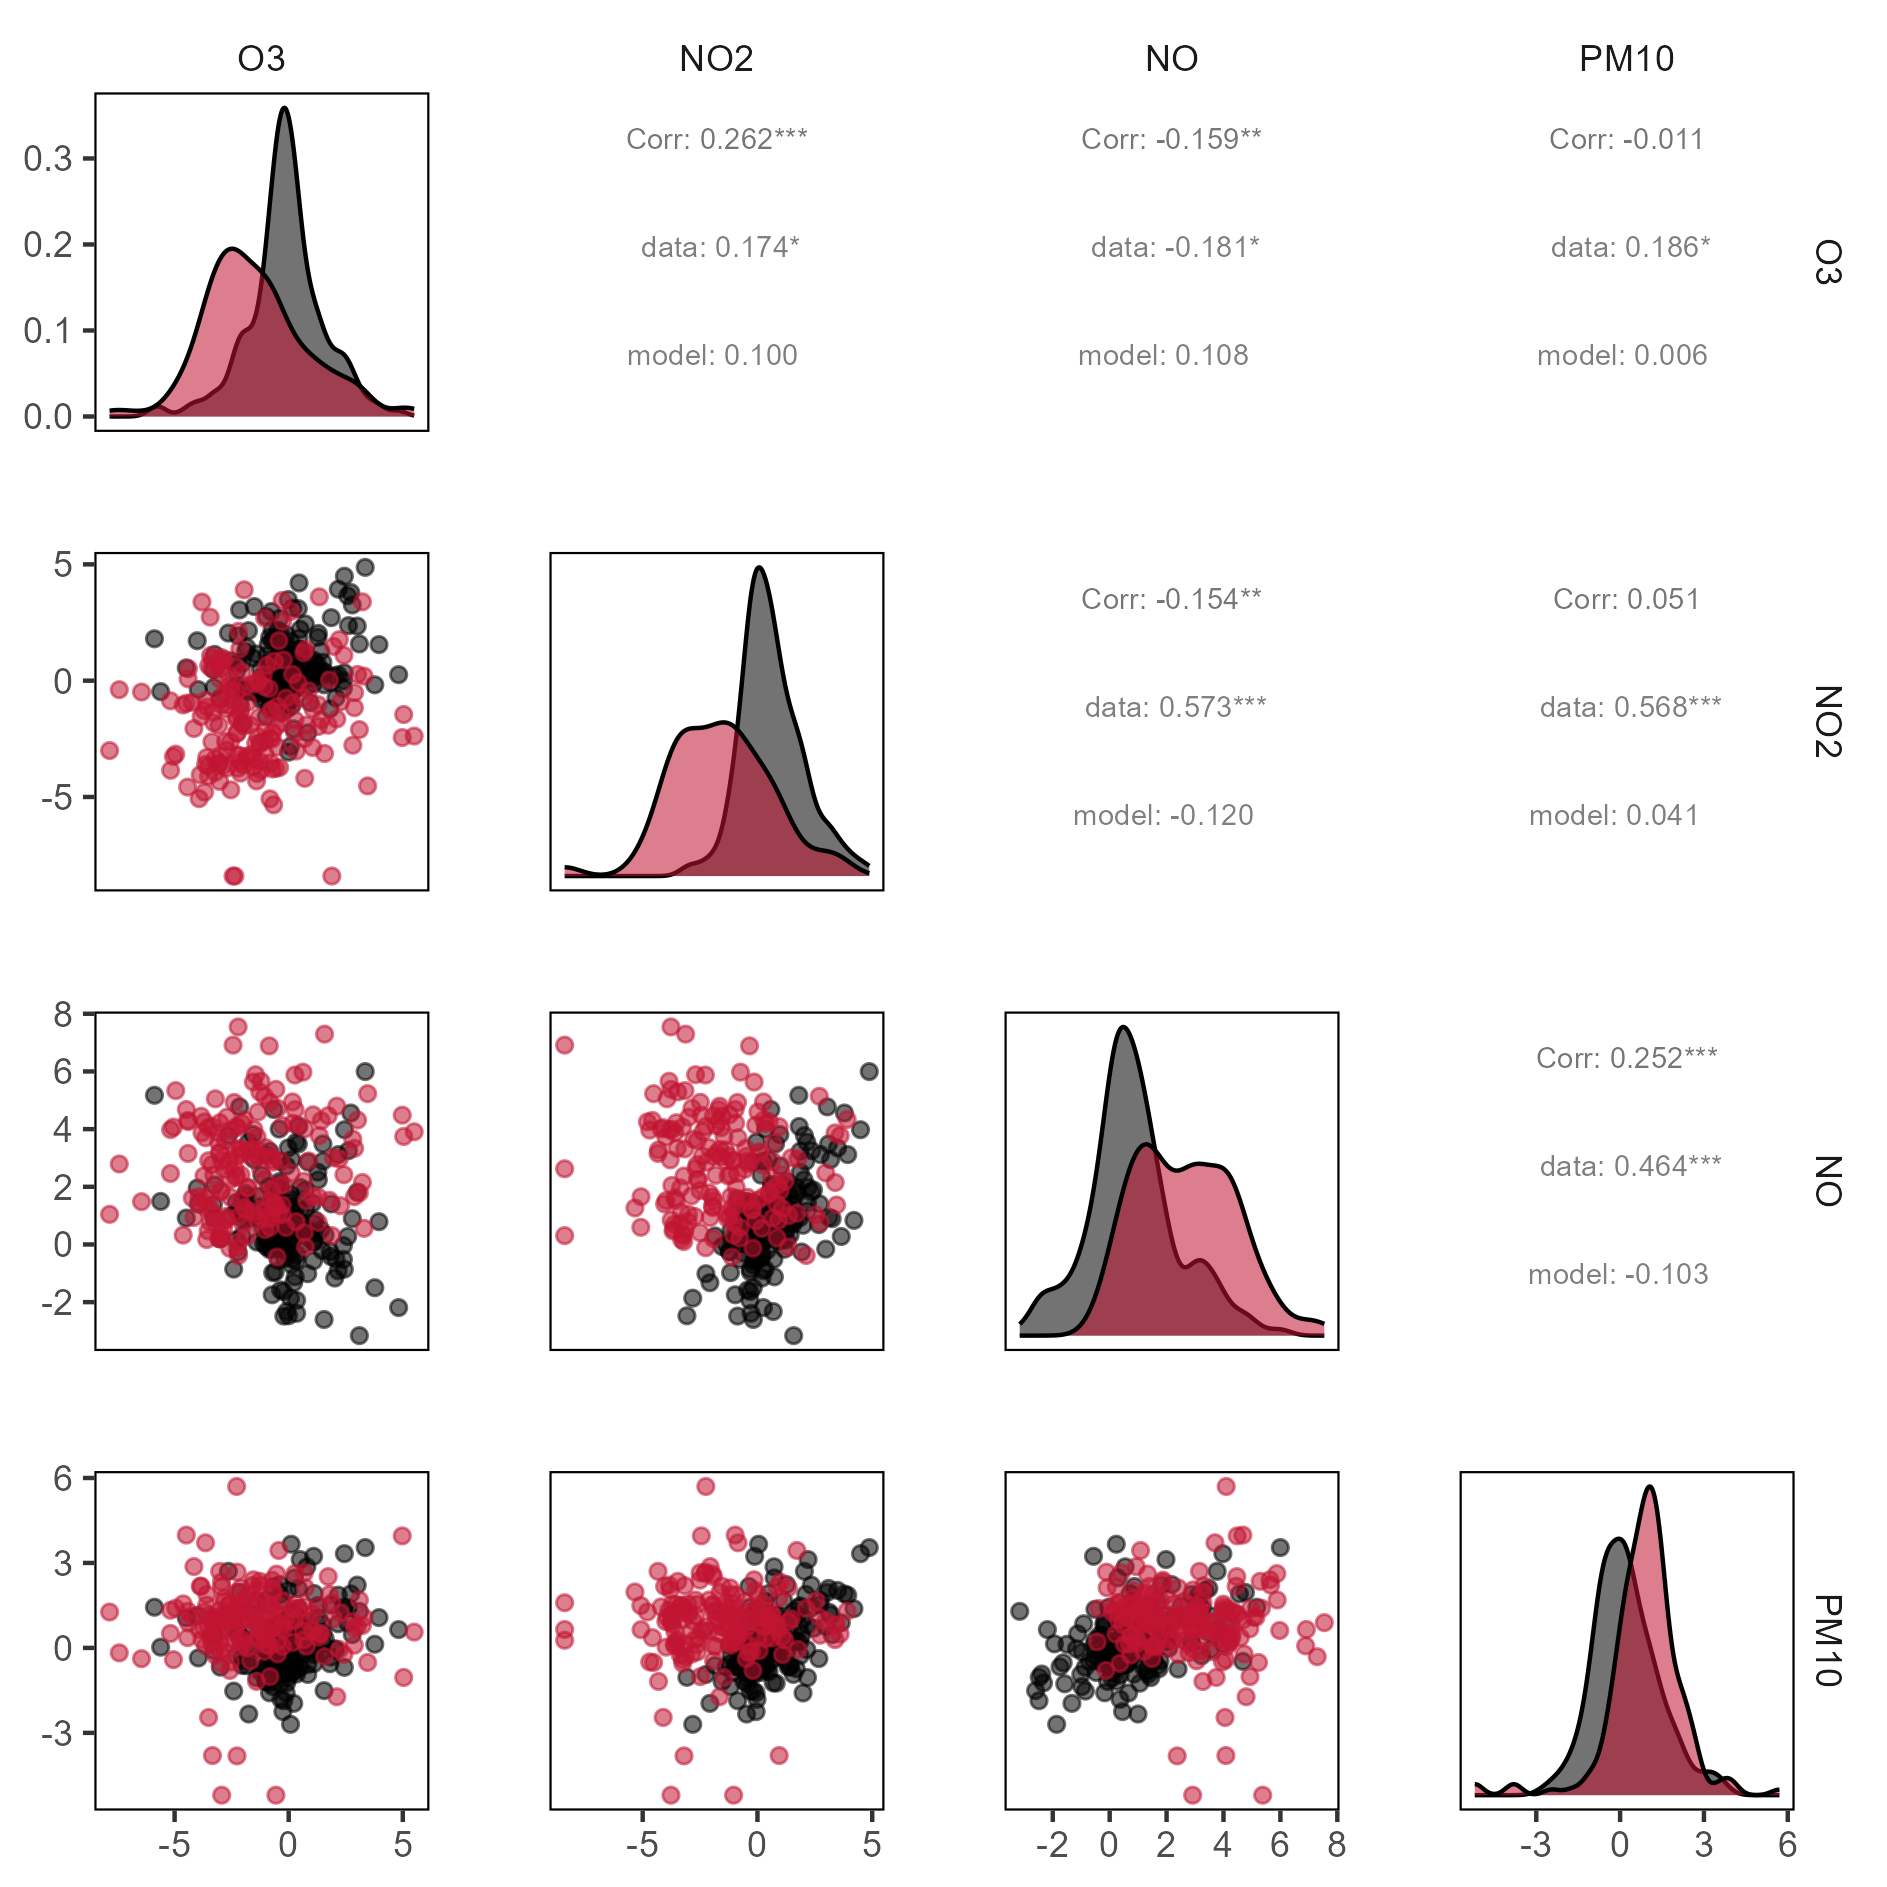 O3 NO2 NO PM10
0.3
0.2
0.1
0.0
Corr: 0.262***
data: 0.174*
model: 0.100
Corr: -0.159**
data: -0.181*
model: 0.108
Corr: -0.011
data: 0.186*
model: 0.006
O3
5
0
-5
Corr: -0.154**
data: 0.573***
model: -0.120
Corr: 0.051
data: 0.568***
model: 0.041
NO2
8
6
4
2
0
-2
Corr: 0.252***
data: 0.464***
model: -0.103
NO
6
3
0
-3
PM10
-5 0 5
-5 0 5
-2 0 2 4 6 8
-3 0 3 6